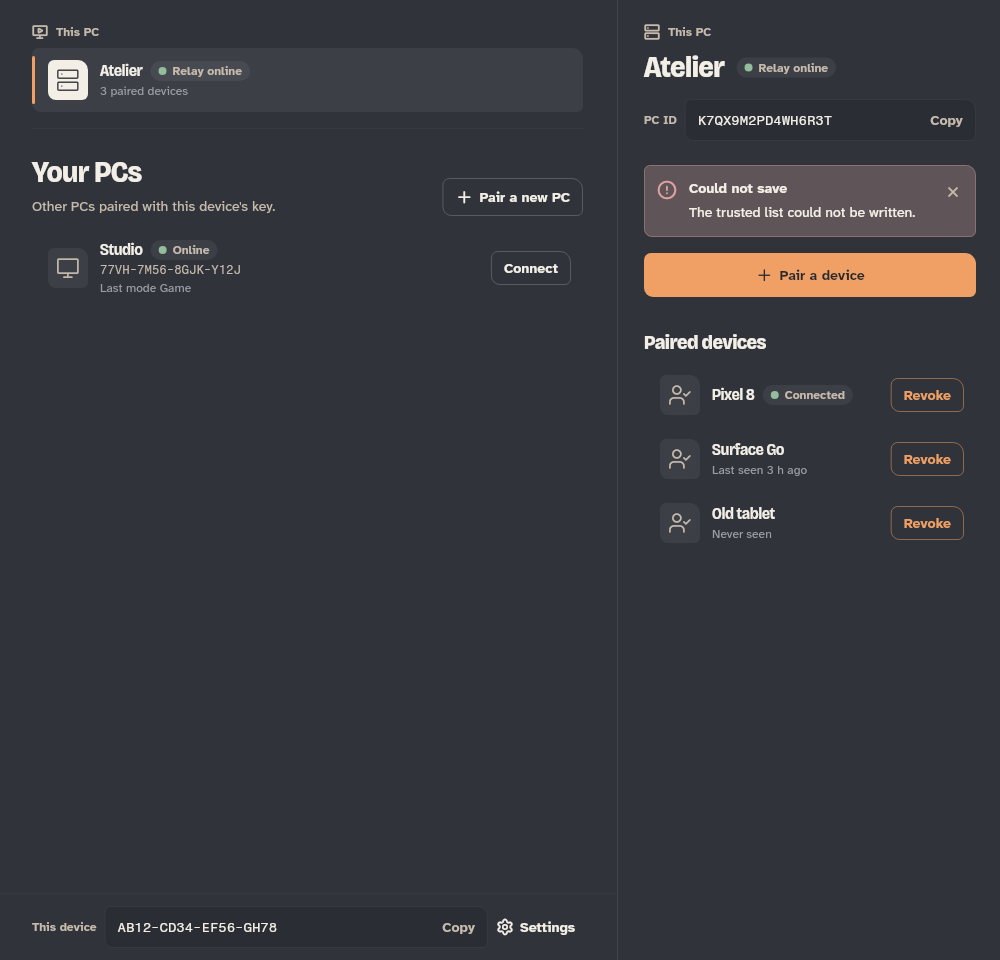 This PC
Atelier Relay online
3 paired devices
Your PCs
Other PCs paired with this device's key.
Pair a new PC
Studio Online
77VH-7M56-8GJK-Y12J
Last mode Game
Connect
This device AB12-CD34-EF56-GH78 Copy Settings
This PC
Atelier Relay online
PC ID K7QX9M2PD4WH6R3T Copy
Could not save
The trusted list could not be written.
Pair a device
Paired devices
Pixel 8 Connected Revoke
Surface Go
Last seen 3 h ago
Revoke
Old tablet
Never seen
Revoke